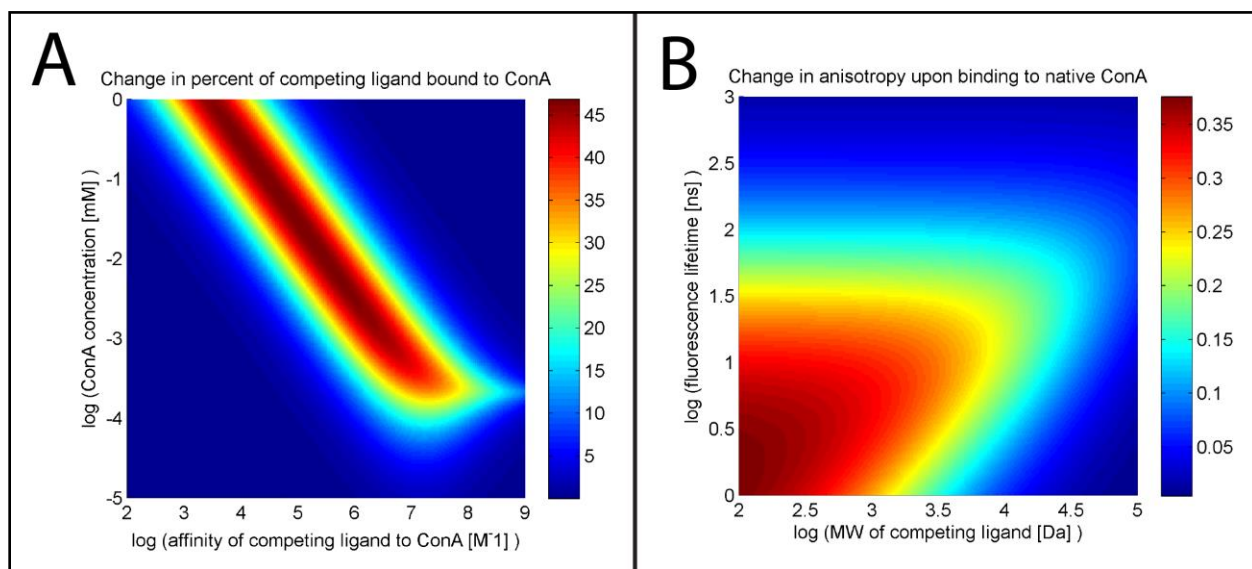 A
Change in percent of competing ligand bound to ConA
0
-1
-2
-3
-4
-5
log (ConA concentration [mM])
2 3 4 5 6 7 8 9
log (affinity of competing ligand to ConA [M-1] )
45
40
35
30
25
20
15
10
5
B
Change in anisotropy upon binding to native ConA
3
2.5
2
1.5
1
0.5
0
log (fluorescence lifetime [ns])
2 2.5 3 3.5 4 4.5 5
log (MW of competing ligand [Da] )
0.35
0.3
0.25
0.2
0.15
0.1
0.05